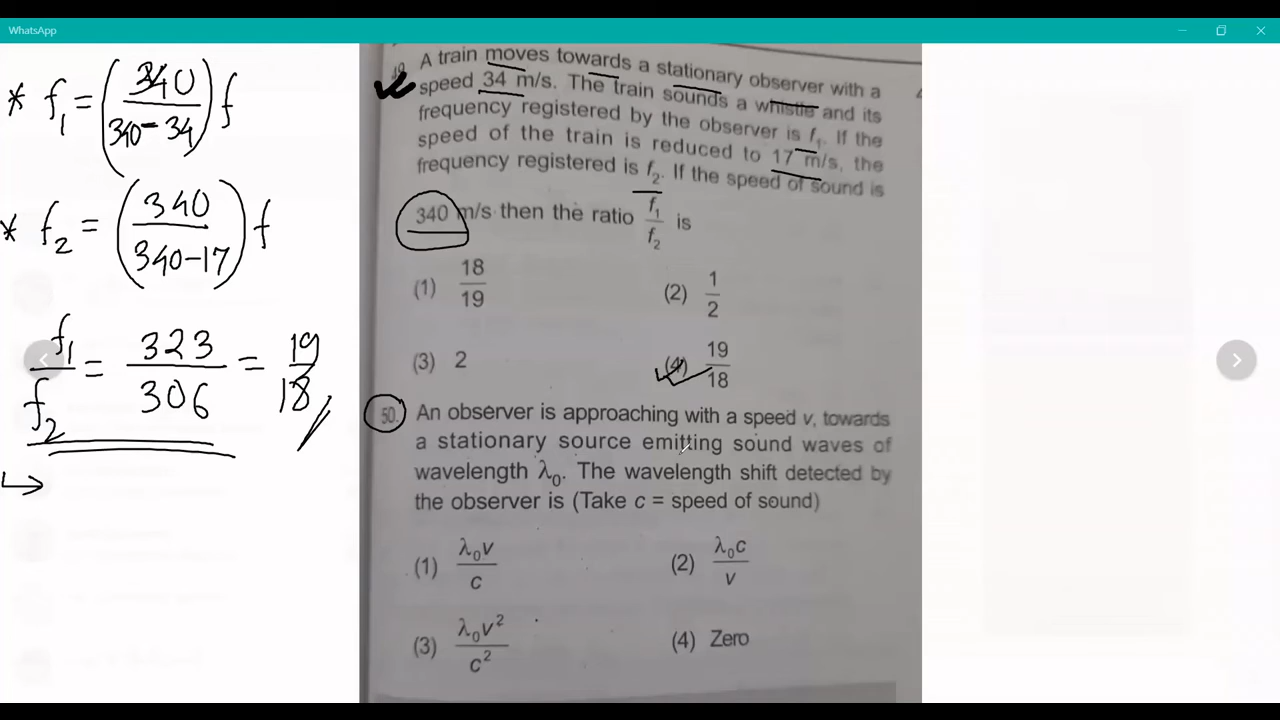 WhatsApp
* f₁ = (340 / 340 - 34) f
* f₂ = (340 / 340-17) f
f₁ / f₂ = 323 / 306 = 19 / 18
A train moves towards a stationary observer with a
speed 34 m/s. The train sounds a whistle and its
frequency registered by the observer is f₁. If the
speed of the train is reduced to 17 m/s, the
frequency registered is f₂. If the speed of sound is
340 m/s then the ratio f₁ / f₂ is
(1) 18 / 19
(2) 1 / 2
(3) 2
(4) 19 / 18
50. An observer is approaching with a speed v, towards
a stationary source emitting sound waves of
wavelength λ₀. The wavelength shift detected by
the observer is (Take c = speed of sound)
(1) λ₀v / c
(2) λ₀c / v
(3) λ₀v² / c²
(4) Zero